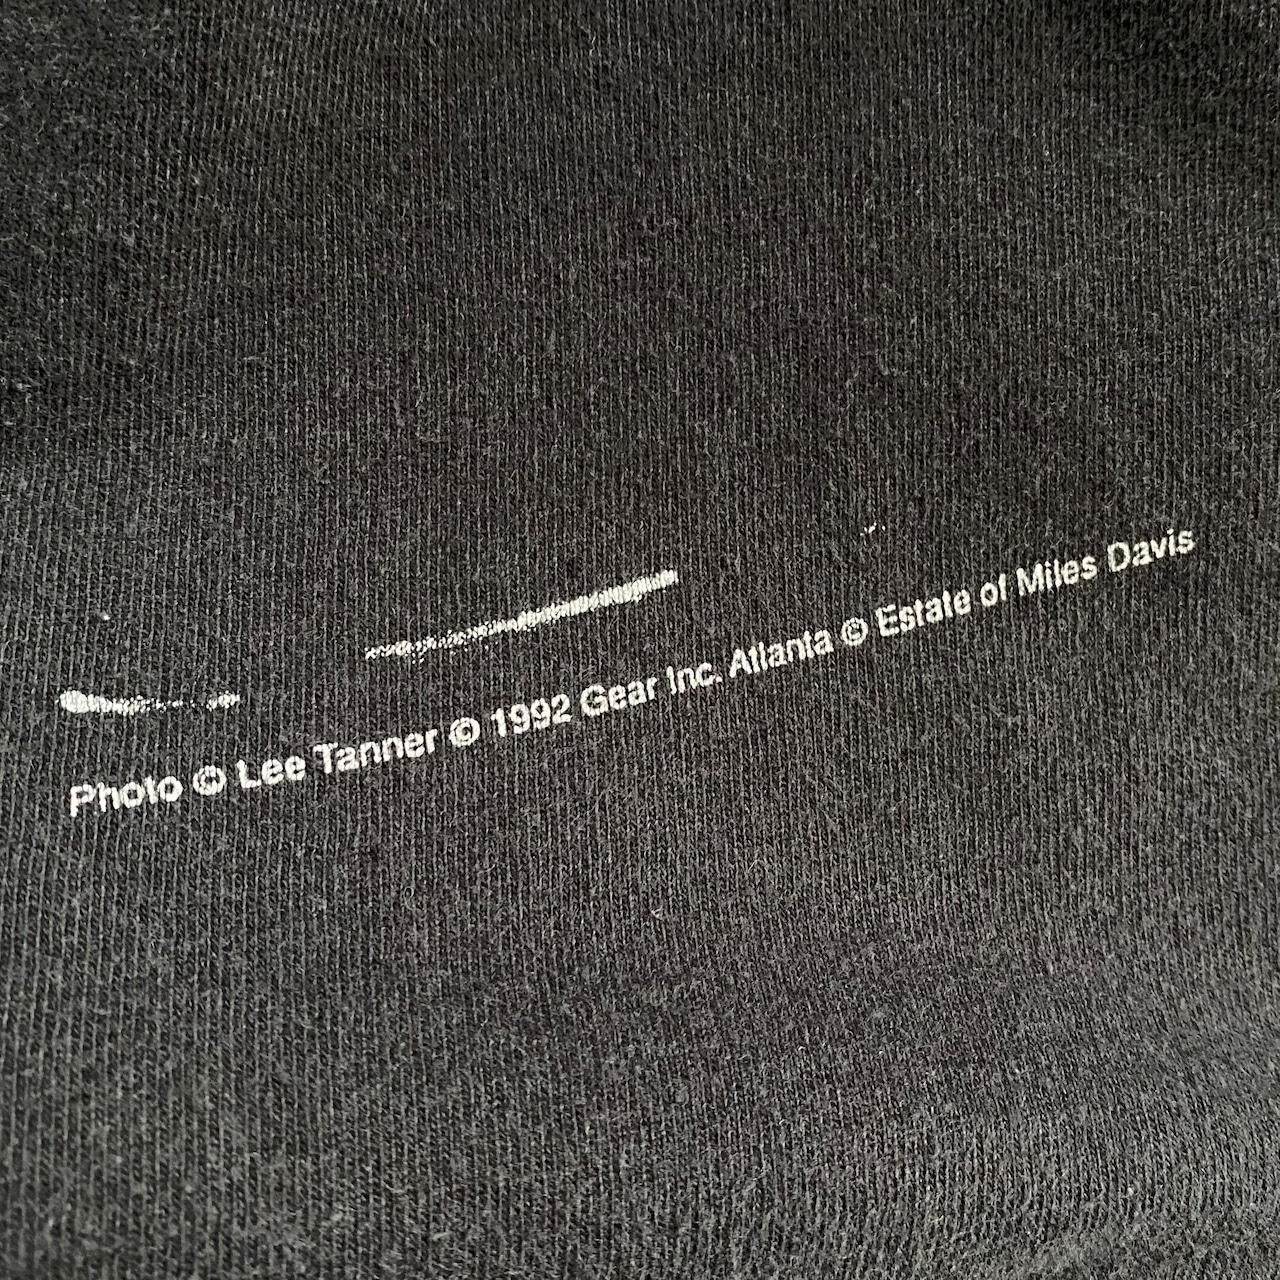 Photo © Lee Tanner © 1992 Gear Inc. Atlanta © Estate of Miles Davis